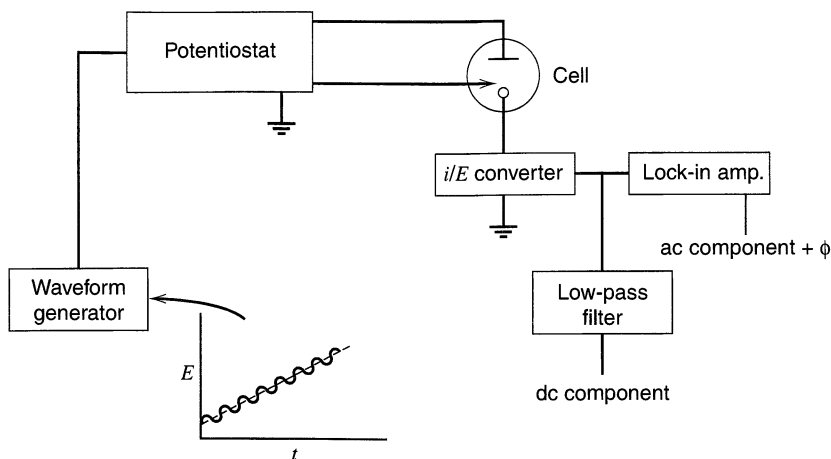 Potentiostat
Cell
i/E converter
Lock-in amp.
ac component + ϕ
Waveform
generator
Low-pass
filter
E
dc component
t